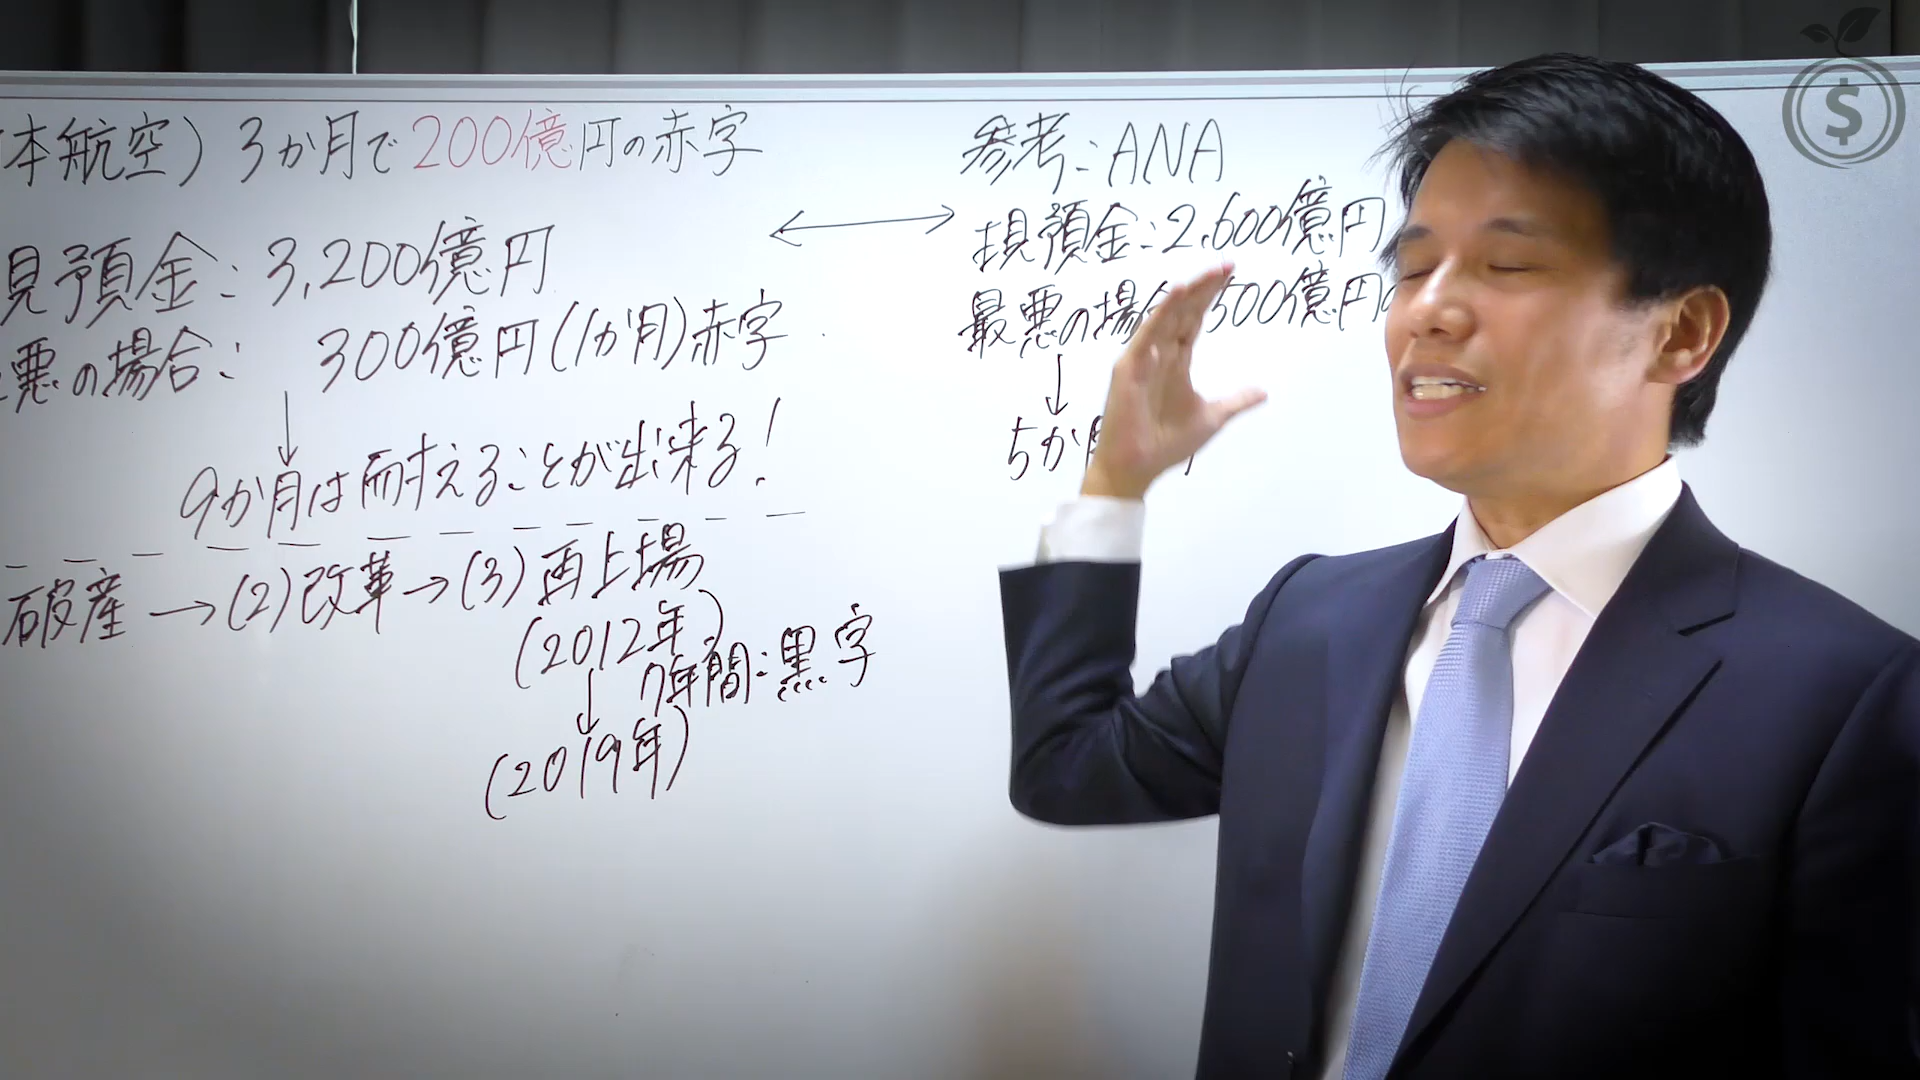 本航空) 3か月で200億円の赤字
見預金: 3,200億円
悪の場合: 300億円(1か月)赤字
↓
9か月は耐えることが出来る!
破産→(2)改革→(3)再上場
(2012年)
↓ 7年間:黒字
(2019年)
↔
参考:ANA
現預金:2,600億円
最悪の場合 500億円の
↓
5か月
$